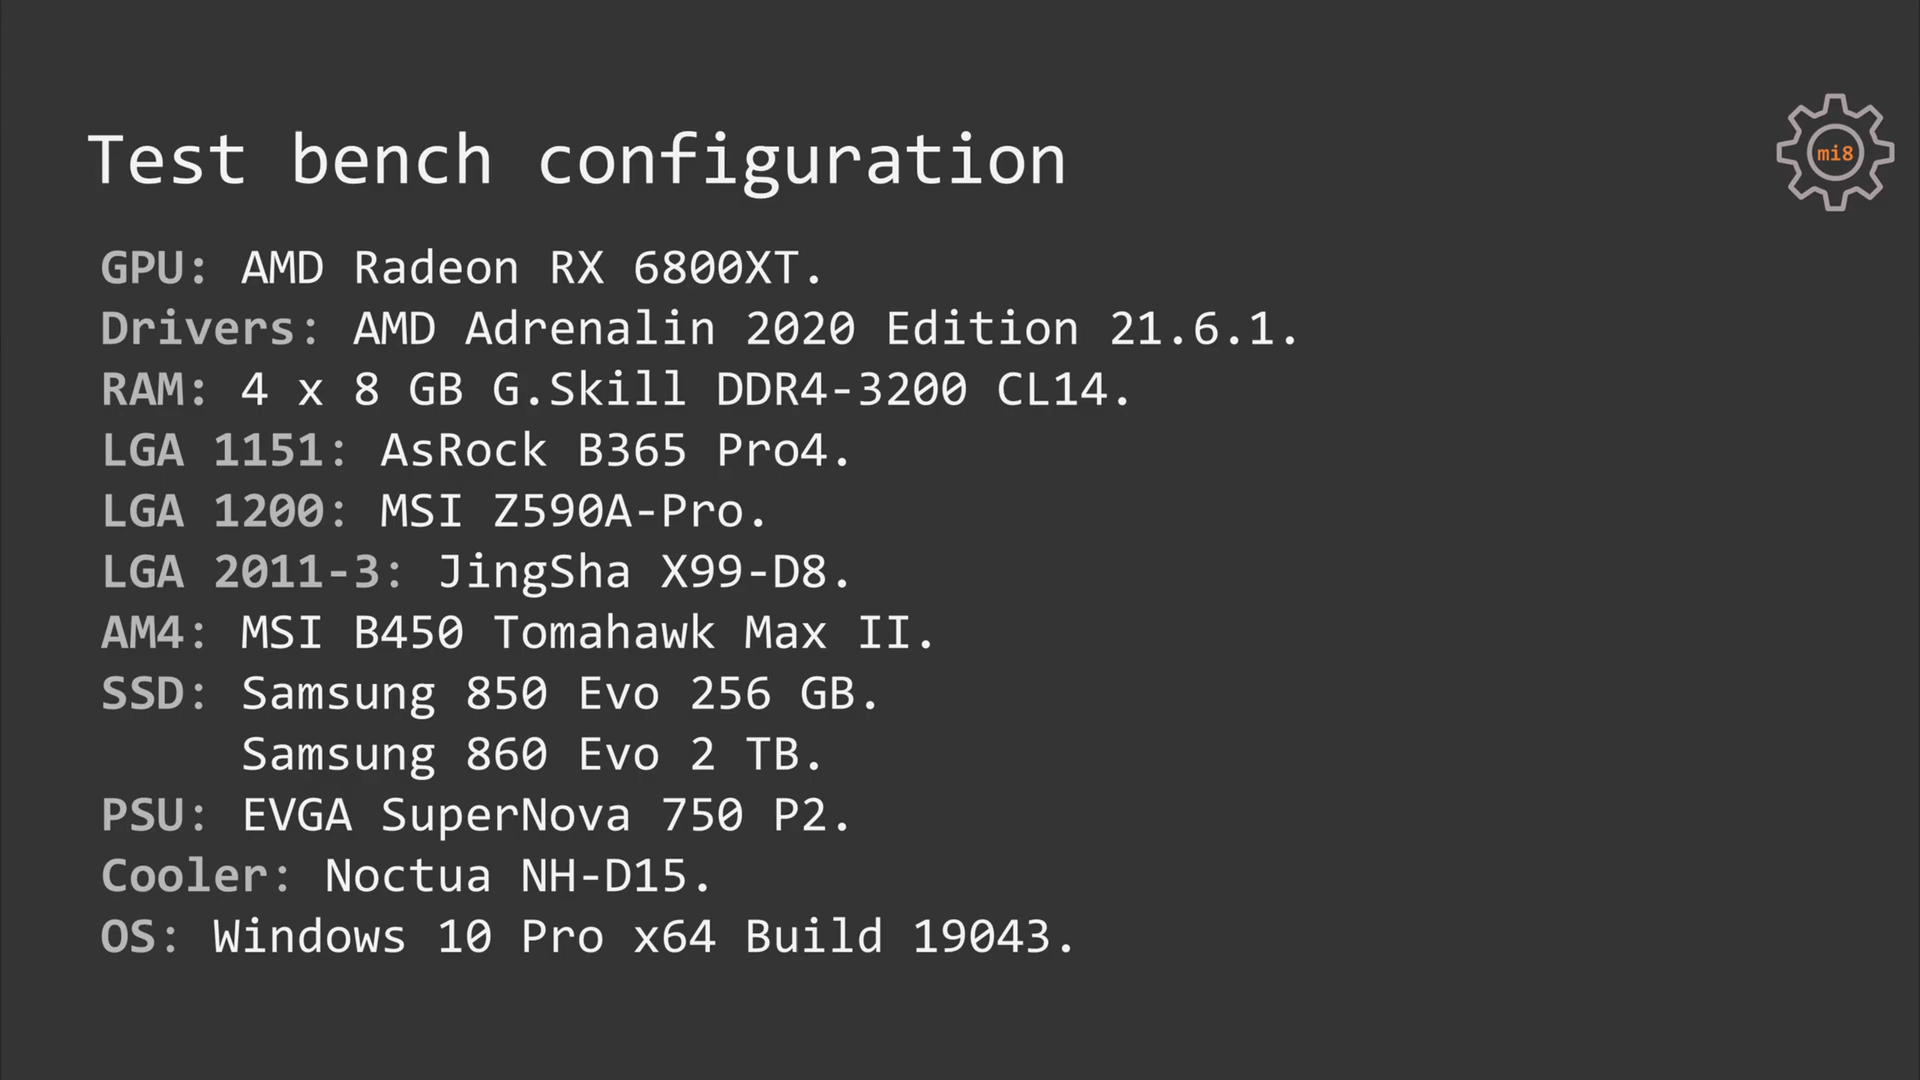 Test bench configuration
mi8
GPU: AMD Radeon RX 6800XT.
Drivers: AMD Adrenalin 2020 Edition 21.6.1.
RAM: 4 x 8 GB G.Skill DDR4-3200 CL14.
LGA 1151: AsRock B365 Pro4.
LGA 1200: MSI Z590A-Pro.
LGA 2011-3: JingSha X99-D8.
AM4: MSI B450 Tomahawk Max II.
SSD: Samsung 850 Evo 256 GB.
Samsung 860 Evo 2 TB.
PSU: EVGA SuperNova 750 P2.
Cooler: Noctua NH-D15.
OS: Windows 10 Pro x64 Build 19043.